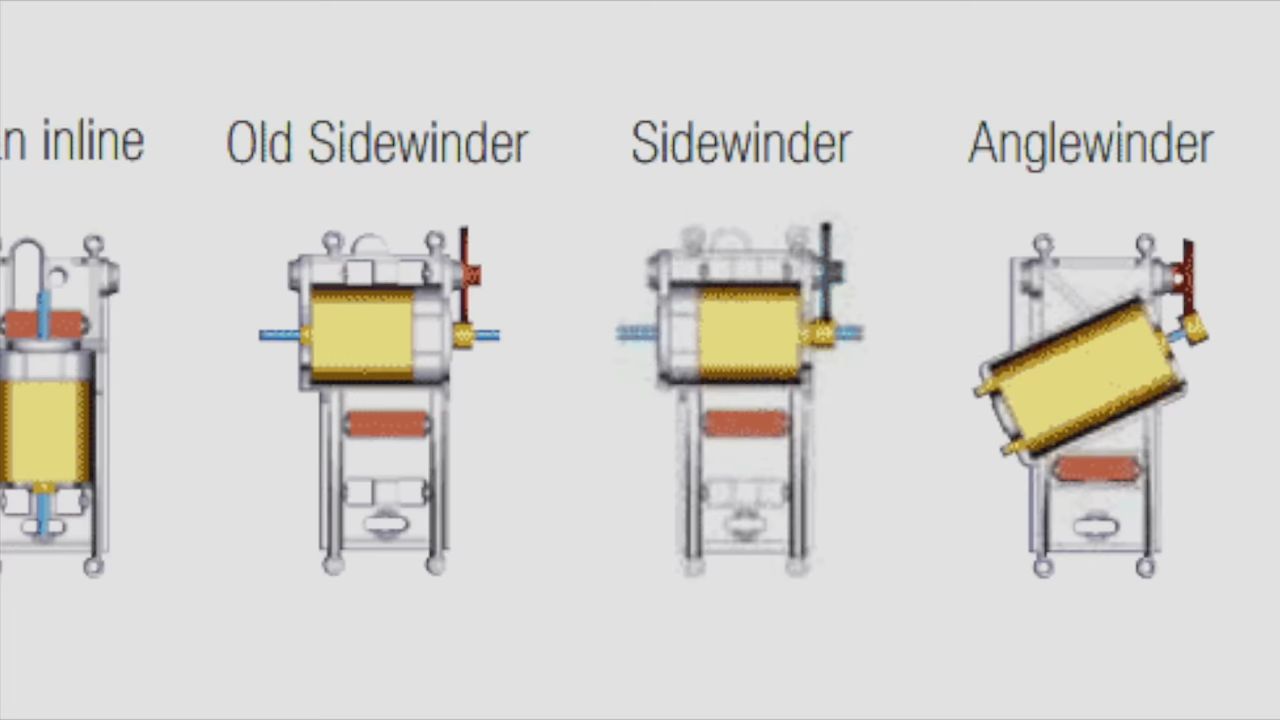 n inline
Old Sidewinder
Sidewinder
Anglewinder